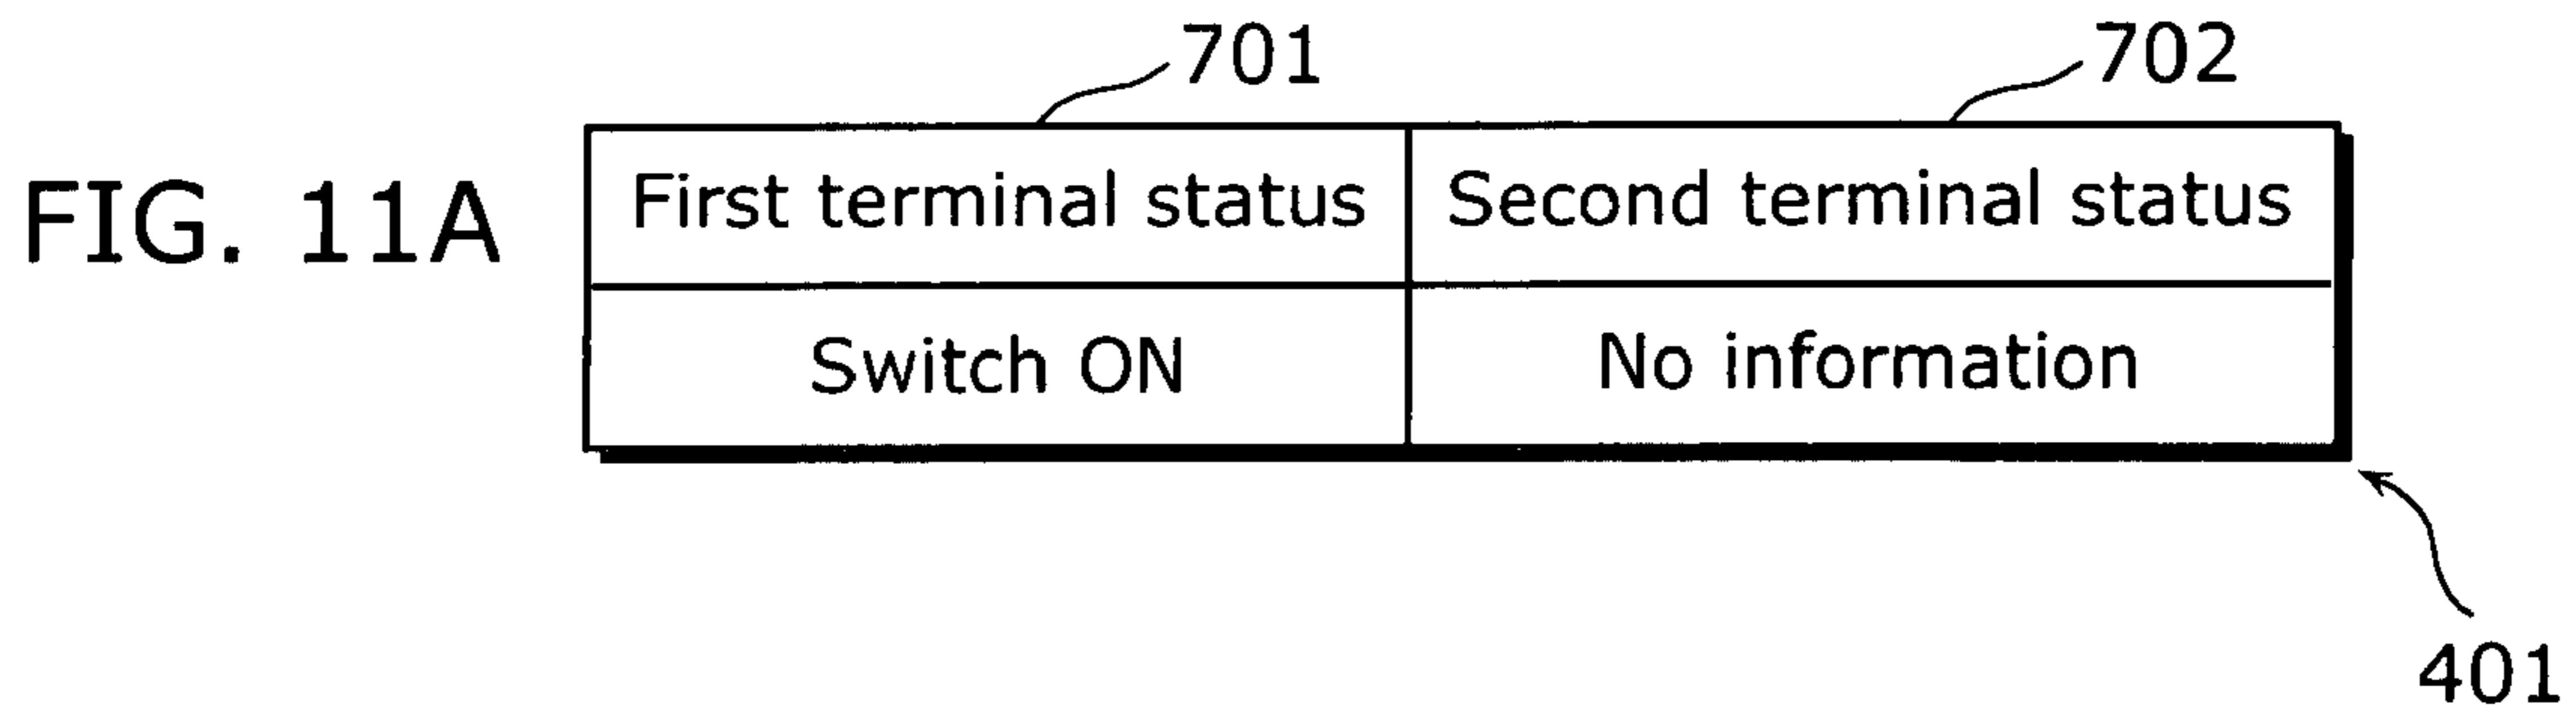 701 702
FIG. 11A
First terminal status Second terminal status
Switch ON No information
401